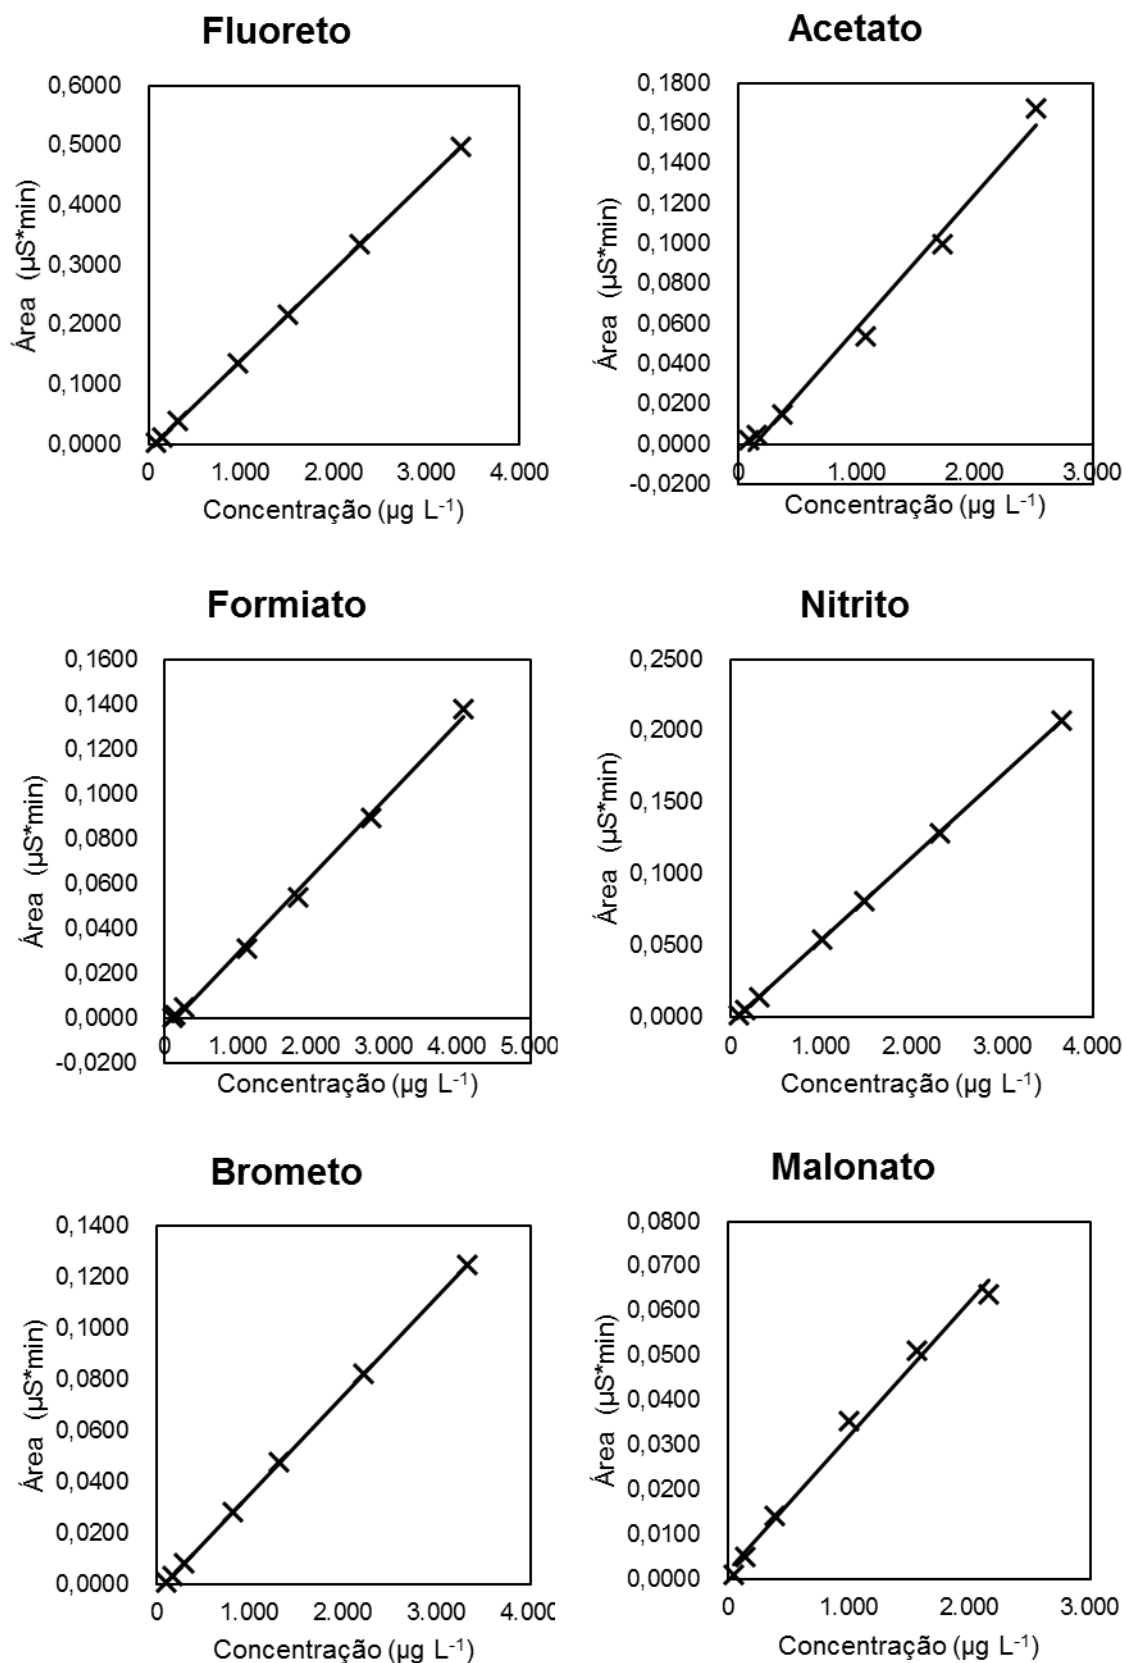 Fluoreto
0,6000
0,5000
0,4000
0,3000
0,2000
0,1000
0,0000
Área (µS*min)
0 1.000 2.000 3.000 4.000
Concentração (µg L-1)
Acetato
0,1800
0,1600
0,1400
0,1200
0,1000
0,0800
0,0600
0,0400
0,0200
0,0000
-0,0200
Área (µS*min)
0 1.000 2.000 3.000
Concentração (µg L-1)
Formiato
0,1600
0,1400
0,1200
0,1000
0,0800
0,0600
0,0400
0,0200
0,0000
-0,0200
Área (µS*min)
0 1.000 2.000 3.000 4.000 5.000
Concentração (µg L-1)
Nitrito
0,2500
0,2000
0,1500
0,1000
0,0500
0,0000
Área (µS*min)
0 1.000 2.000 3.000 4.000
Concentração (µg L-1)
Brometo
0,1400
0,1200
0,1000
0,0800
0,0600
0,0400
0,0200
0,0000
Área (µS*min)
0 1.000 2.000 3.000 4.000
Concentração (µg L-1)
Malonato
0,0800
0,0700
0,0600
0,0500
0,0400
0,0300
0,0200
0,0100
0,0000
Área (µS*min)
0 1.000 2.000 3.000
Concentração (µg L-1)